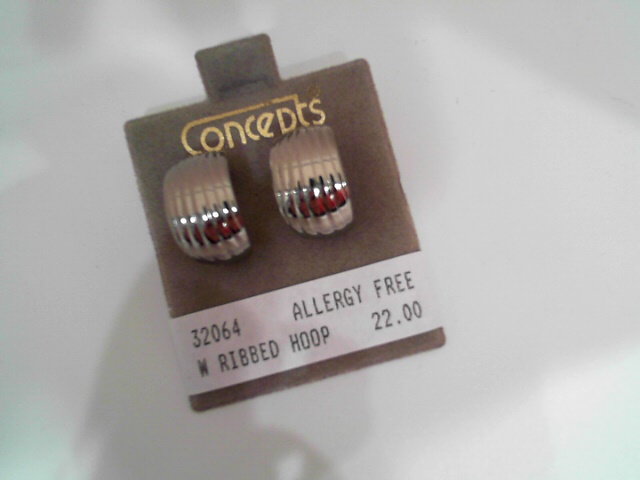 Concepts
32064 ALLERGY FREE
W RIBBED HOOP 22.00